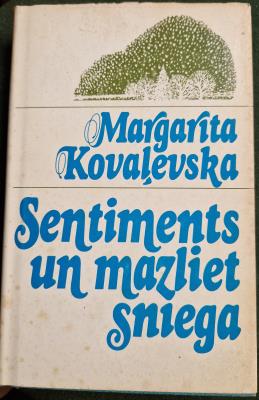 Margarita
Kovaļevska
Sentiments
un mazliet
sniega